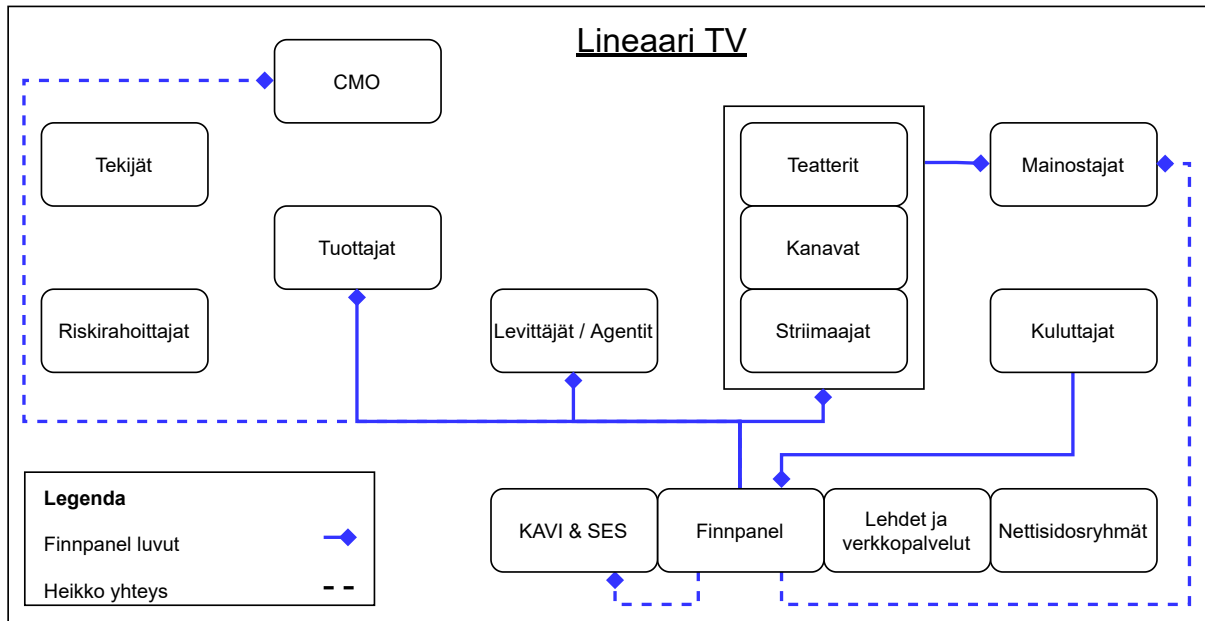 Lineaari TV
CMO
Tekijät
Teatterit
Mainostajat
Tuottajat
Kanavat
Riskirahoittajat
Levittäjät / Agentit
Striimaajat
Kuluttajat
Legenda
Finnpanel luvut
Heikko yhteys
KAVI & SES
Finnpanel
Lehdet ja
verkkopalvelut
Nettisidosryhmät